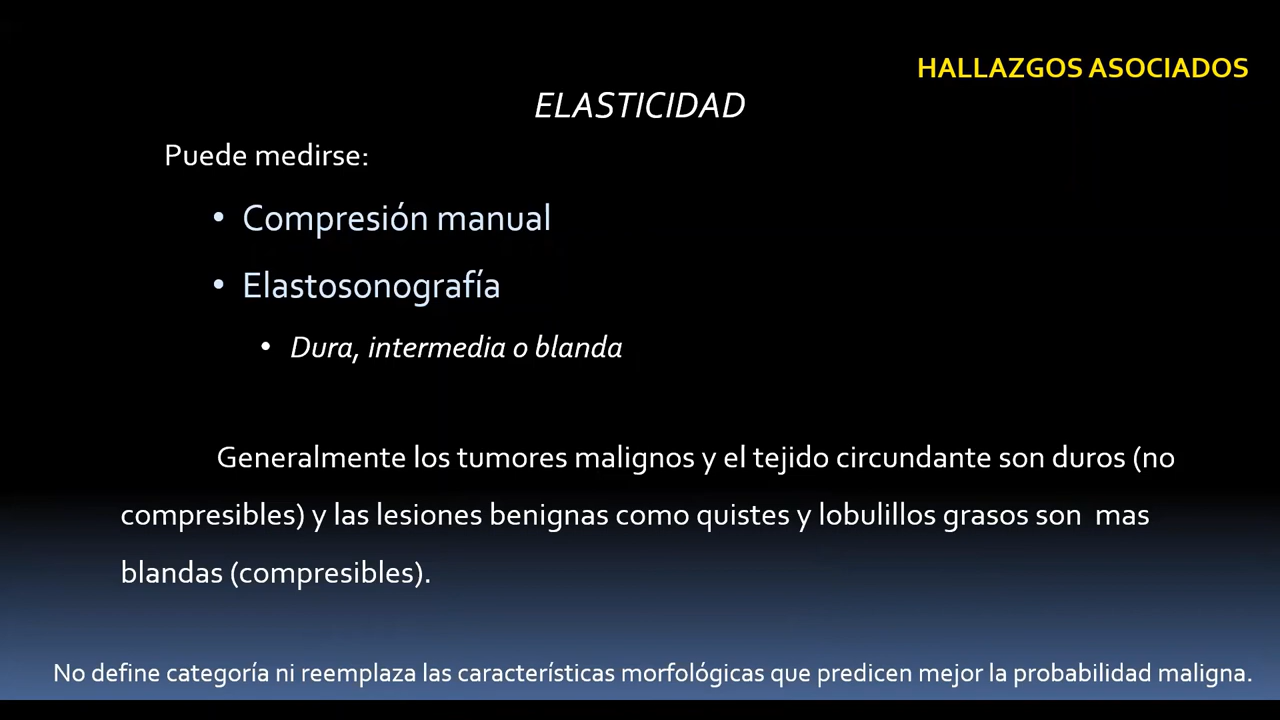 HALLAZGOS ASOCIADOS
ELASTICIDAD
Puede medirse:
• Compresión manual
• Elastosonografía
• Dura, intermedia o blanda
Generalmente los tumores malignos y el tejido circundante son duros (no
compresibles) y las lesiones benignas como quistes y lobulillos grasos son mas
blandas (compresibles).
No define categoría ni reemplaza las características morfológicas que predicen mejor la probabilidad maligna.